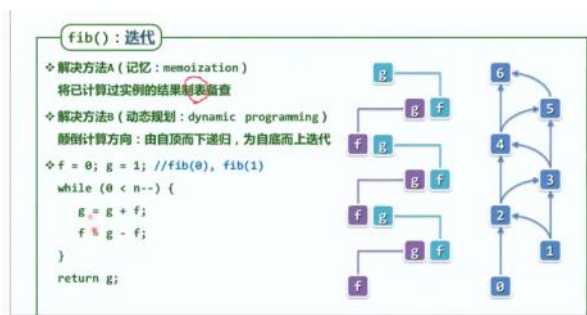 fib()：迭代
❖ 解决方法A（记忆：memoization）
将已计算过实例的结果制表备查
❖ 解决方法B（动态规划：dynamic programming）
颠倒计算方向：由自顶而下递归，为自底而上迭代
❖ f = 0; g = 1; //fib(0), fib(1)
while (0 < n--) {
g = g + f;
f = g - f;
}
return g;
g
g f
f g
g f
f g
g f
f
6
5
4
3
2
1
0